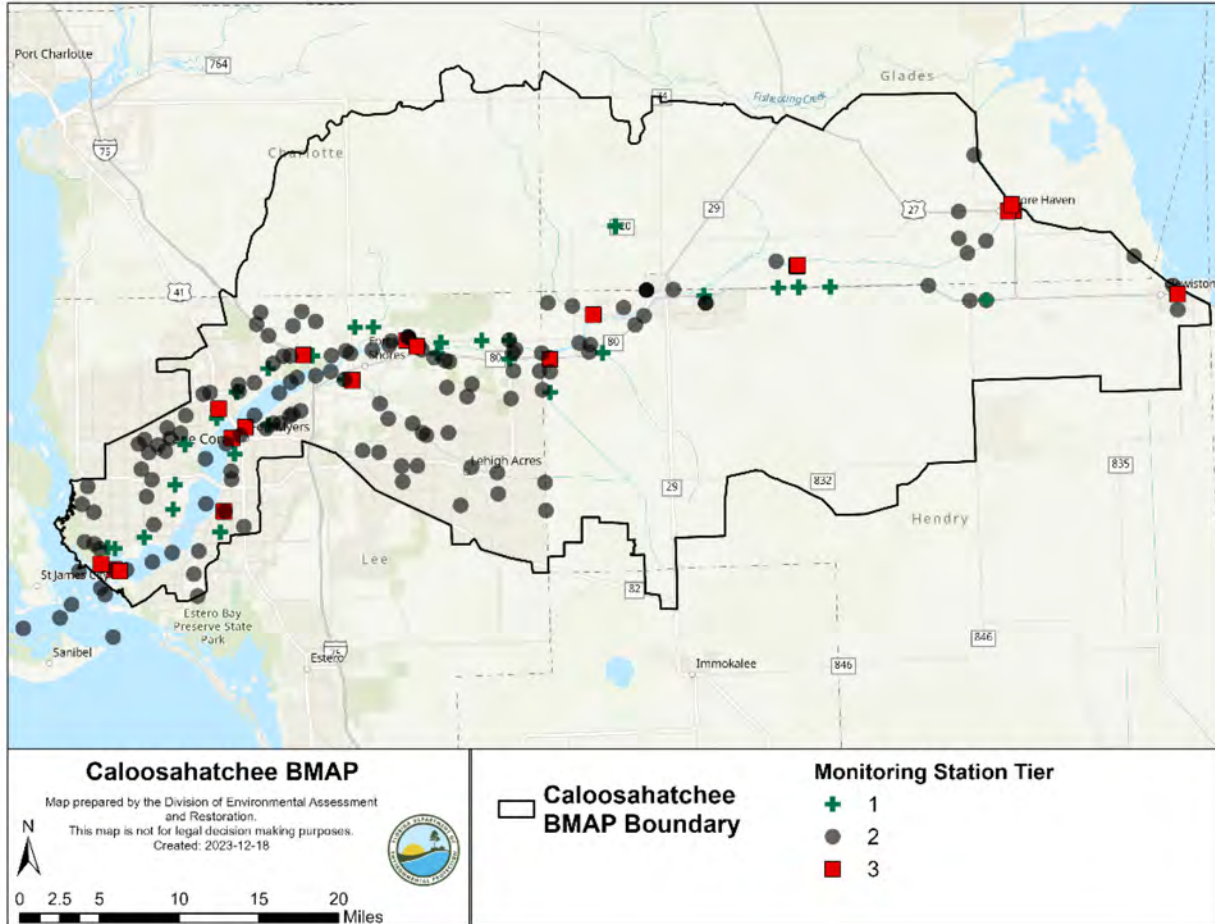 Port Charlotte
764
Glades
Fisheating Creek
75
Charlotte
29
27
ore Haven
41
80
80
Shores
Lehigh Acres
832
835
29
Hendry
Lee
St James City
82
Estero Bay
Preserve State
Park
846
Sanibel
Estero
Immokalee
846
Caloosahatchee BMAP
Map prepared by the Division of Environmental Assessment
and Restoration.
This map is not for legal decision making purposes.
Created: 2023-12-18
N
0 2.5 5 10 15 20
Miles
Caloosahatchee
BMAP Boundary
Monitoring Station Tier
1
2
3